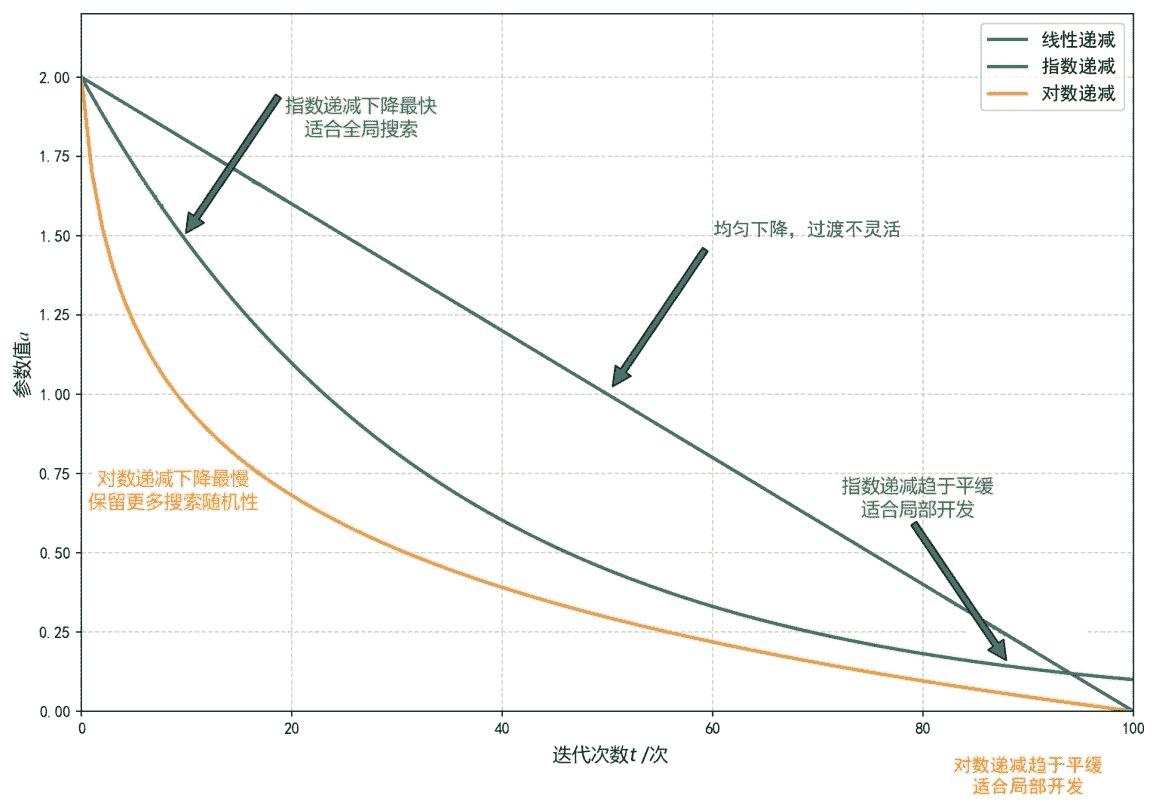 线性递减
指数递减
对数递减
2.00
1.75
1.50
1.25
1.00
0.75
0.50
0.25
0.00
参数值a
指数递减下降最快
适合全局搜索
均匀下降，过渡不灵活
对数递减下降最慢
保留更多搜索随机性
指数递减趋于平缓
适合局部开发
0 20 40 60 80 100
迭代次数t /次
对数递减趋于平缓
适合局部开发